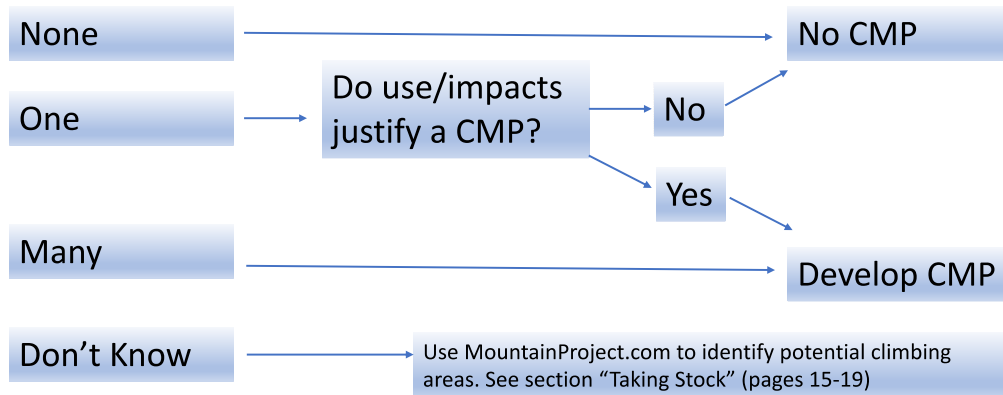 None
No CMP
One
Do use/impacts
justify a CMP?
No
Yes
Many
Develop CMP
Don’t Know
Use MountainProject.com to identify potential climbing
areas. See section “Taking Stock” (pages 15-19)